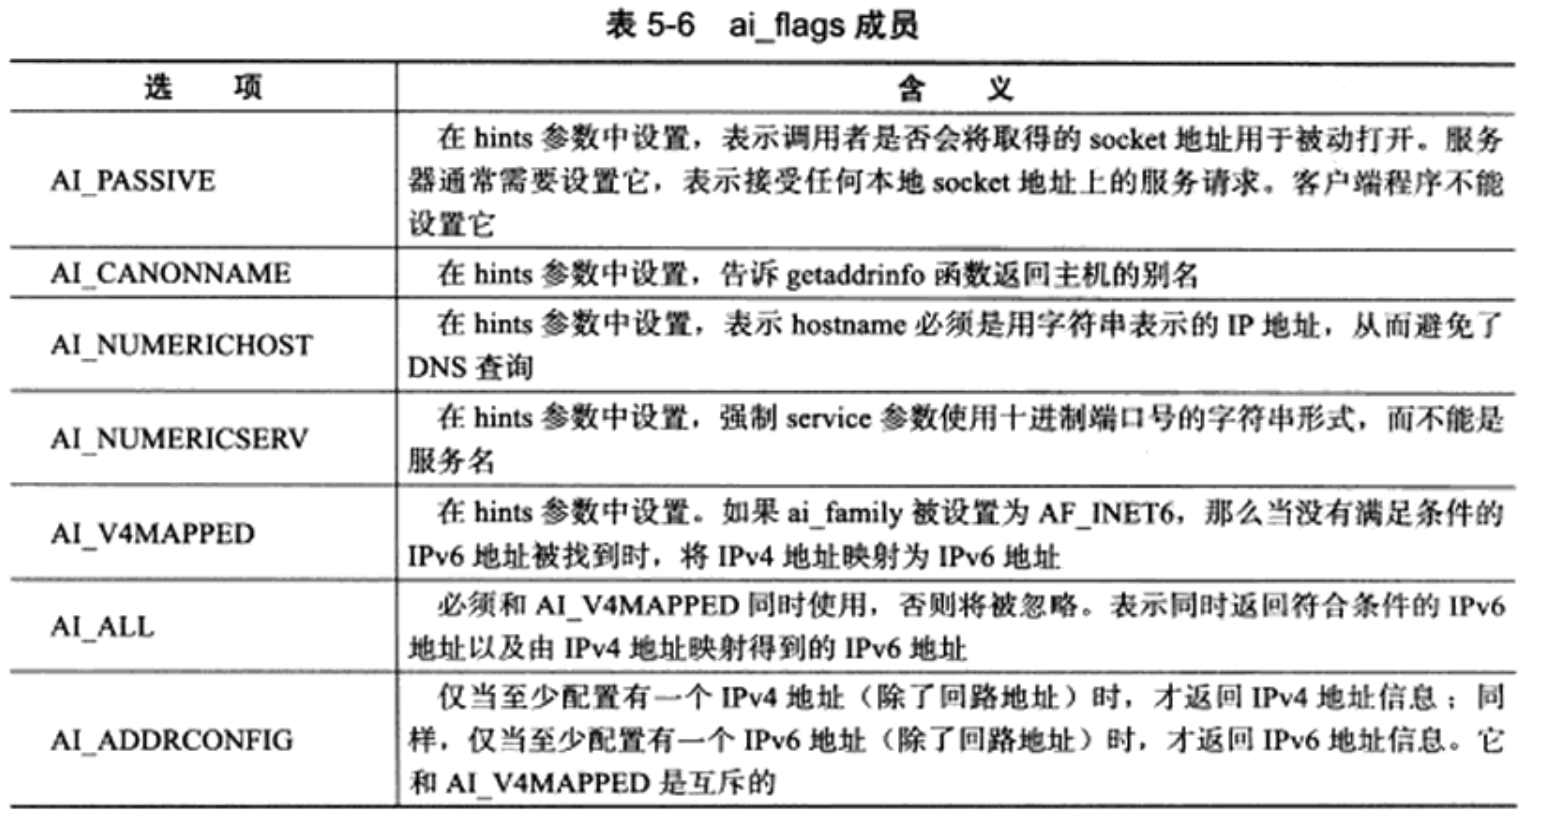 表 5-6 ai_flags 成员
选 项 含 义
在 hints 参数中设置，表示调用者是否会将取得的 socket 地址用于被动打开。服务
AI_PASSIVE 器通常需要设置它，表示接受任何本地 socket 地址上的服务请求。客户端程序不能
设置它
AI_CANONNAME 在 hints 参数中设置，告诉 getaddrinfo 函数返回主机的别名
在 hints 参数中设置，表示 hostname 必须是用字符串表示的 IP 地址，从而避免了
AI_NUMERICHOST
DNS 查询
在 hints 参数中设置，强制 service 参数使用十进制端口号的字符串形式，而不能是
AI_NUMERICSERV
服务名
在 hints 参数中设置。如果 ai_family 被设置为 AF_INET6，那么当没有满足条件的
AI_V4MAPPED
IPv6 地址被找到时，将 IPv4 地址映射为 IPv6 地址
必须和 AI_V4MAPPED 同时使用，否则将被忽略。表示同时返回符合条件的 IPv6
AI_ALL
地址以及由 IPv4 地址映射得到的 IPv6 地址
仅当至少配置有一个 IPv4 地址（除了回路地址）时，才返回 IPv4 地址信息；同
AI_ADDRCONFIG 样，仅当至少配置有一个 IPv6 地址（除了回路地址）时，才返回 IPv6 地址信息。它
和 AI_V4MAPPED 是互斥的